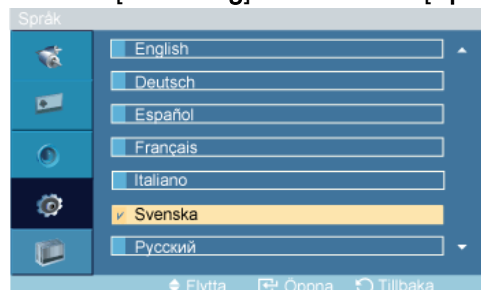 Språk
English
Deutsch
Español
Français
Italiano
Svenska
Русский
Flytta Öppna Tillbaka